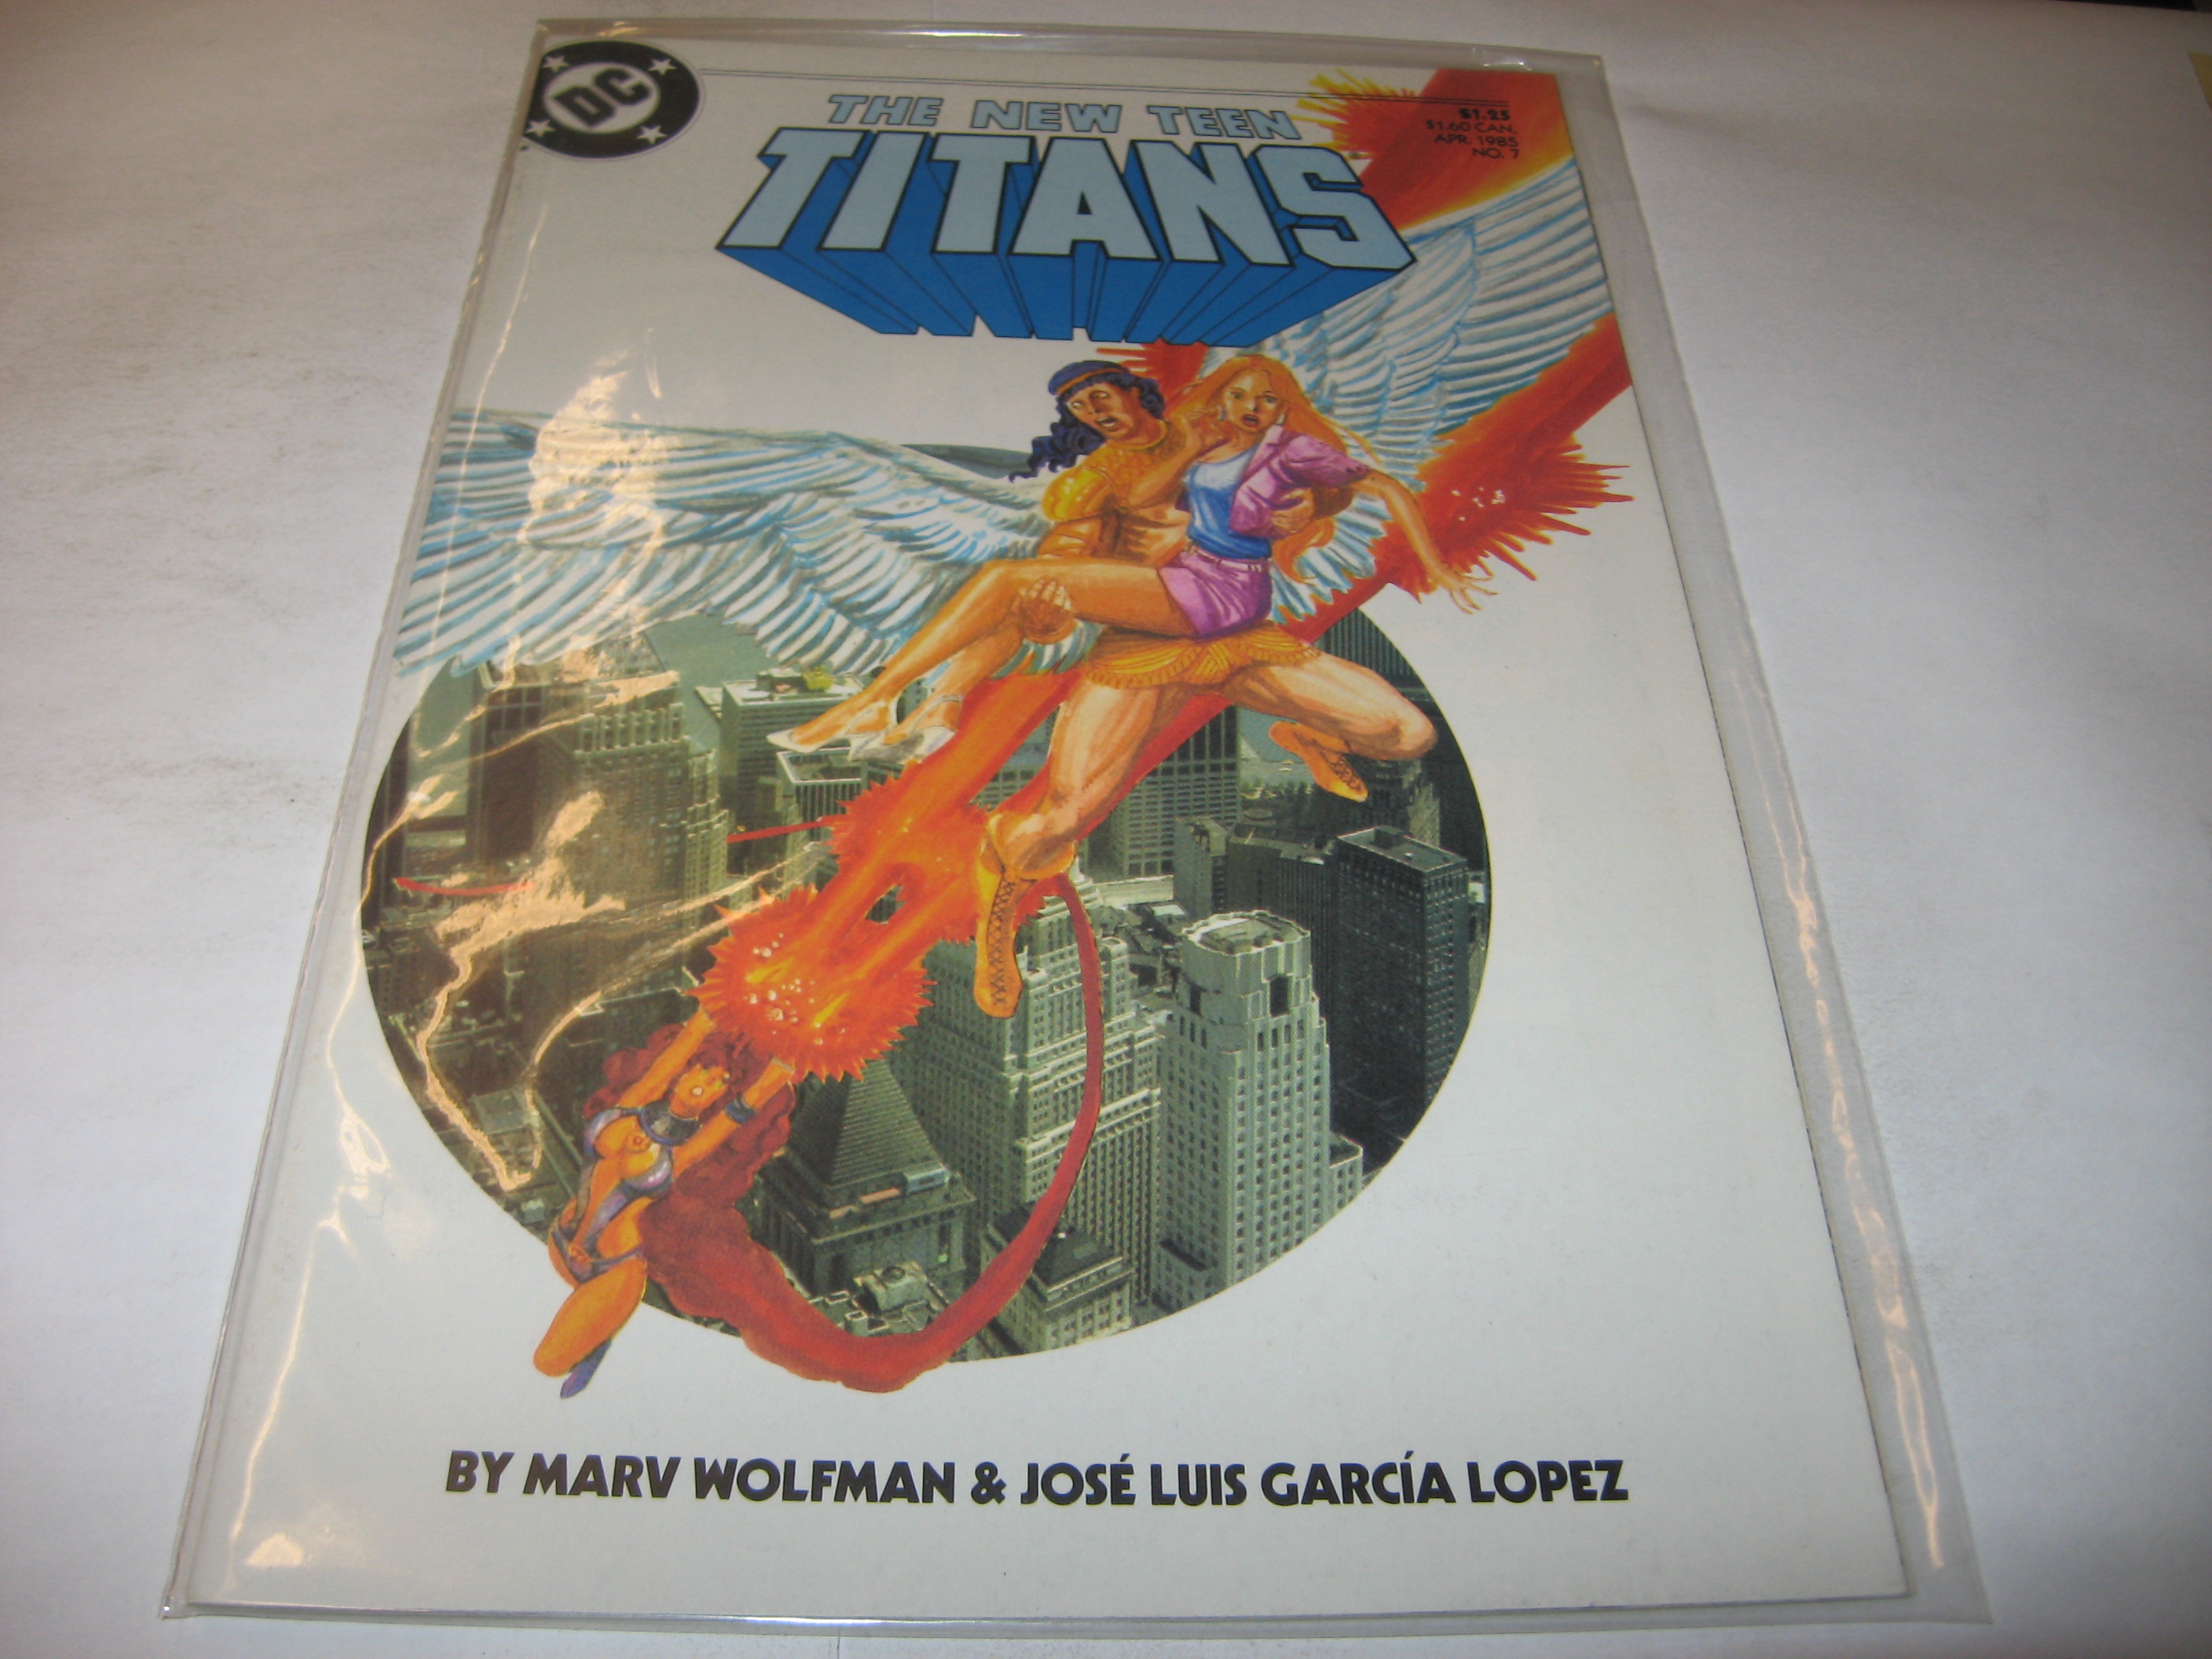 DC
THE NEW TEEN
TITANS
$1.25
$1.60 CAN.
APR. 1985
NO. 7
BY MARV WOLFMAN & JOSÉ LUIS GARCÍA LOPEZ